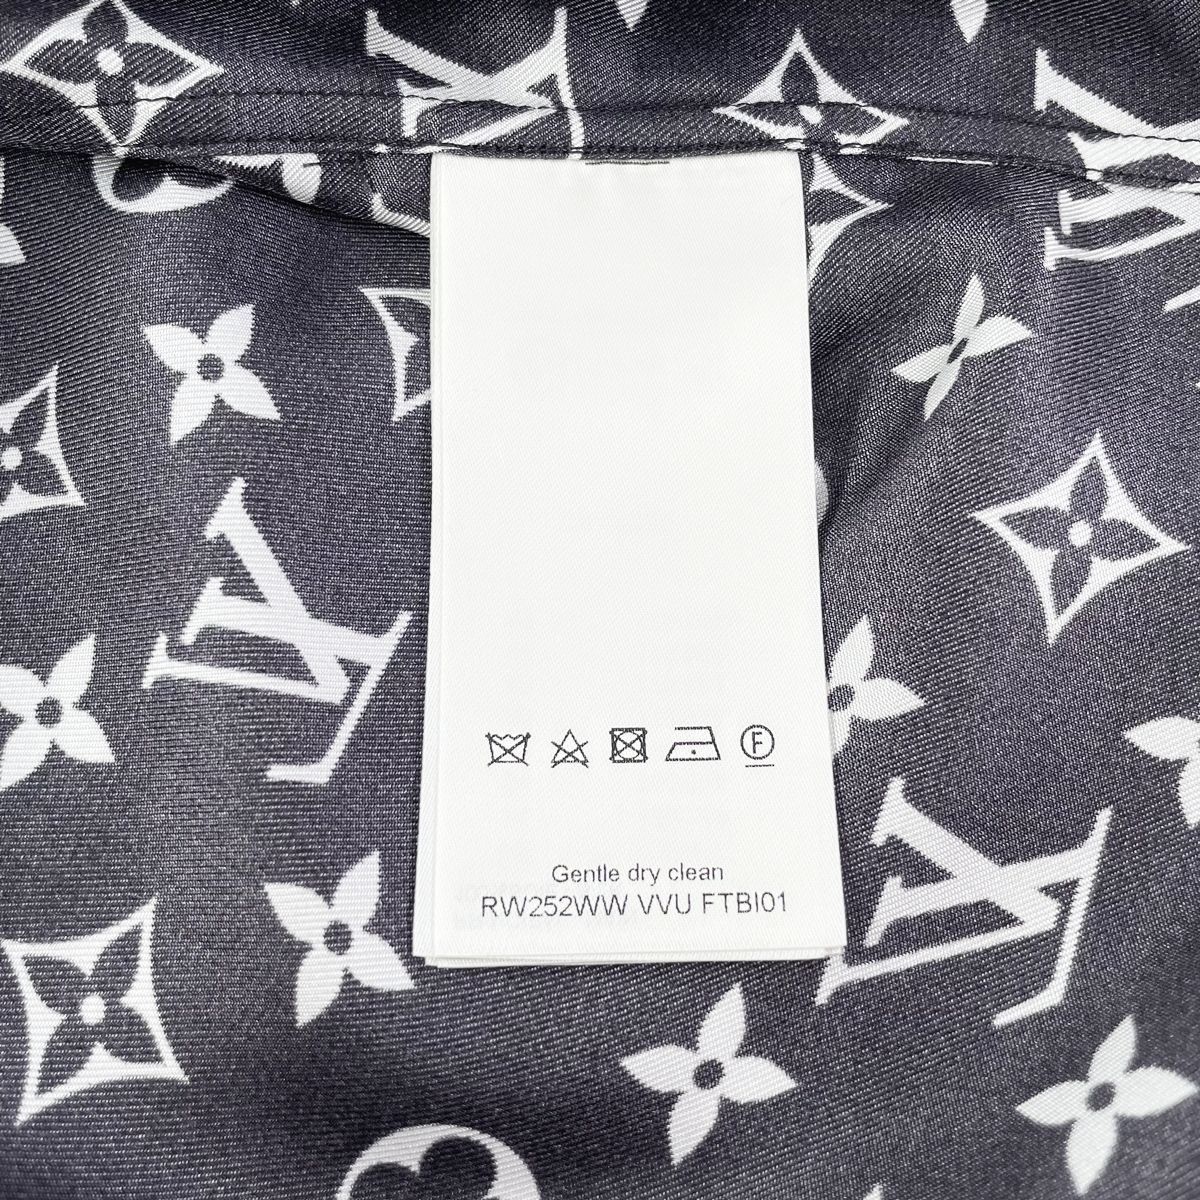 F
Gentle dry clean
RW252WW VVU FTBI01